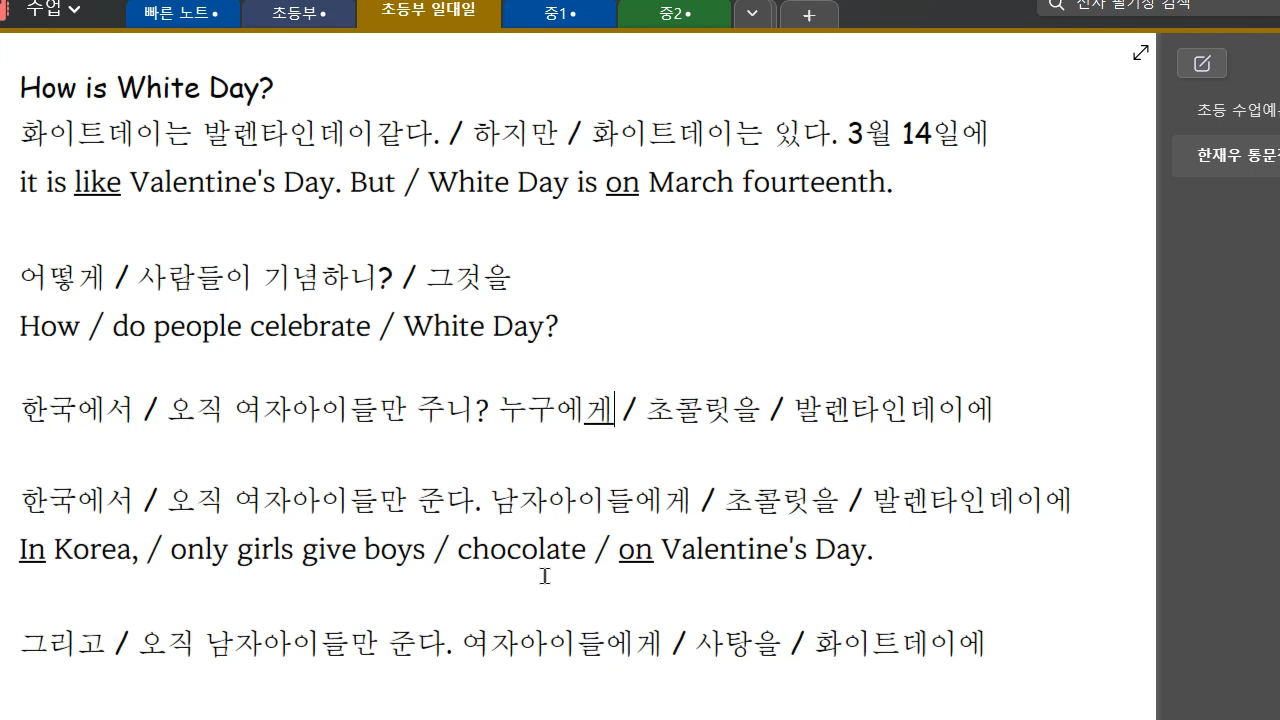 수업
빠른 노트•
초등부•
초등부 일대일
중1•
중2•
+
How is White Day?
화이트데이는 발렌타인데이같다. / 하지만 / 화이트데이는 있다. 3월 14일에
it is like Valentine's Day. But / White Day is on March fourteenth.
어떻게 / 사람들이 기념하니? / 그것을
How / do people celebrate / White Day?
한국에서 / 오직 여자아이들만 주니? 누구에게 / 초콜릿을 / 발렌타인데이에
한국에서 / 오직 여자아이들만 준다. 남자아이들에게 / 초콜릿을 / 발렌타인데이에
In Korea, / only girls give boys / chocolate / on Valentine's Day.
그리고 / 오직 남자아이들만 준다. 여자아이들에게 / 사탕을 / 화이트데이에
초등
한재우